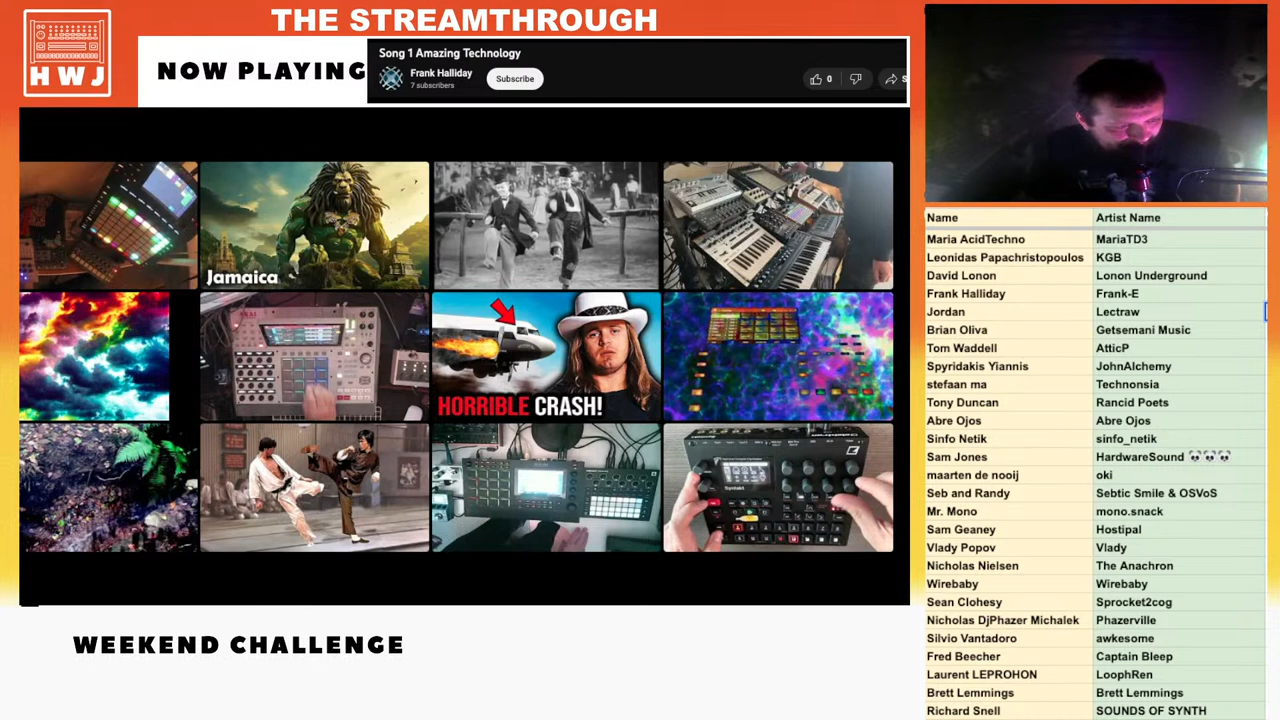 THE STREAMTHROUGH
HWJ
NOW PLAYING
Song 1 Amazing Technology
Frank Halliday
7 subscribers
Subscribe
0
S
Jamaica
HORRIBLE CRASH!
WEEKEND CHALLENGE
Name Artist Name
Maria AcidTechno MariaTD3
Leonidas Papachristopoulos KGB
David Lonon Lonon Underground
Frank Halliday Frank-E
Jordan Lectraw
Brian Oliva Getsemani Music
Tom Waddell AtticP
Spyridakis Yiannis JohnAlchemy
stefaan ma Technonsia
Tony Duncan Rancid Poets
Abre Ojos Abre Ojos
Sinfo Netik sinfo_netik
Sam Jones HardwareSound 🐼🐼🐼
maarten de nooij oki
Seb and Randy Sebtic Smile & OSVoS
Mr. Mono mono.snack
Sam Geaney Hostipal
Vlady Popov Vlady
Nicholas Nielsen The Anachron
Wirebaby Wirebaby
Sean Clohesy Sprocket2cog
Nicholas DjPhazer Michalek Phazerville
Silvio Vantadoro awkesome
Fred Beecher Captain Bleep
Laurent LEPROHON LoophRen
Brett Lemmings Brett Lemmings
Richard Snell SOUNDS OF SYNTH